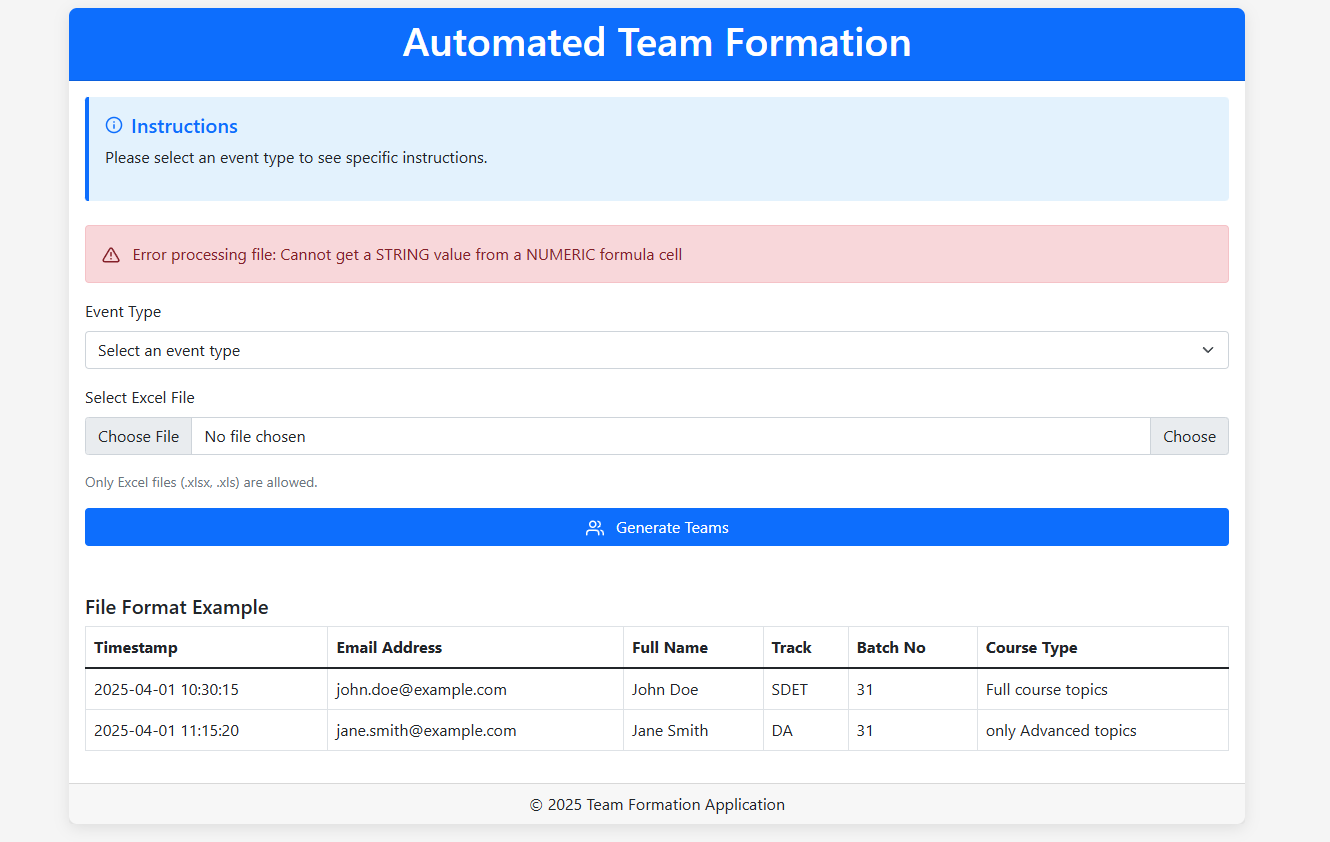 Automated Team Formation
Instructions
Please select an event type to see specific instructions.
Error processing file: Cannot get a STRING value from a NUMERIC formula cell
Event Type
Select an event type
Select Excel File
Choose File No file chosen Choose
Only Excel files (.xlsx, .xls) are allowed.
Generate Teams
File Format Example
Timestamp Email Address Full Name Track Batch No Course Type
2025-04-01 10:30:15 john.doe@example.com John Doe SDET 31 Full course topics
2025-04-01 11:15:20 jane.smith@example.com Jane Smith DA 31 only Advanced topics
© 2025 Team Formation Application